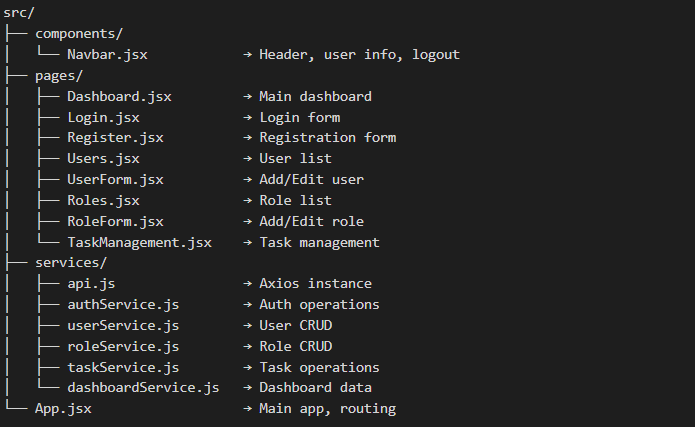 src/
├── components/
│   └── Navbar.jsx            → Header, user info, logout
├── pages/
│   ├── Dashboard.jsx         → Main dashboard
│   ├── Login.jsx             → Login form
│   ├── Register.jsx          → Registration form
│   ├── Users.jsx             → User list
│   ├── UserForm.jsx          → Add/Edit user
│   ├── Roles.jsx             → Role list
│   ├── RoleForm.jsx          → Add/Edit role
│   └── TaskManagement.jsx    → Task management
├── services/
│   ├── api.js                → Axios instance
│   ├── authService.js        → Auth operations
│   ├── userService.js        → User CRUD
│   ├── roleService.js        → Role CRUD
│   ├── taskService.js        → Task operations
│   └── dashboardService.js   → Dashboard data
└── App.jsx                   → Main app, routing